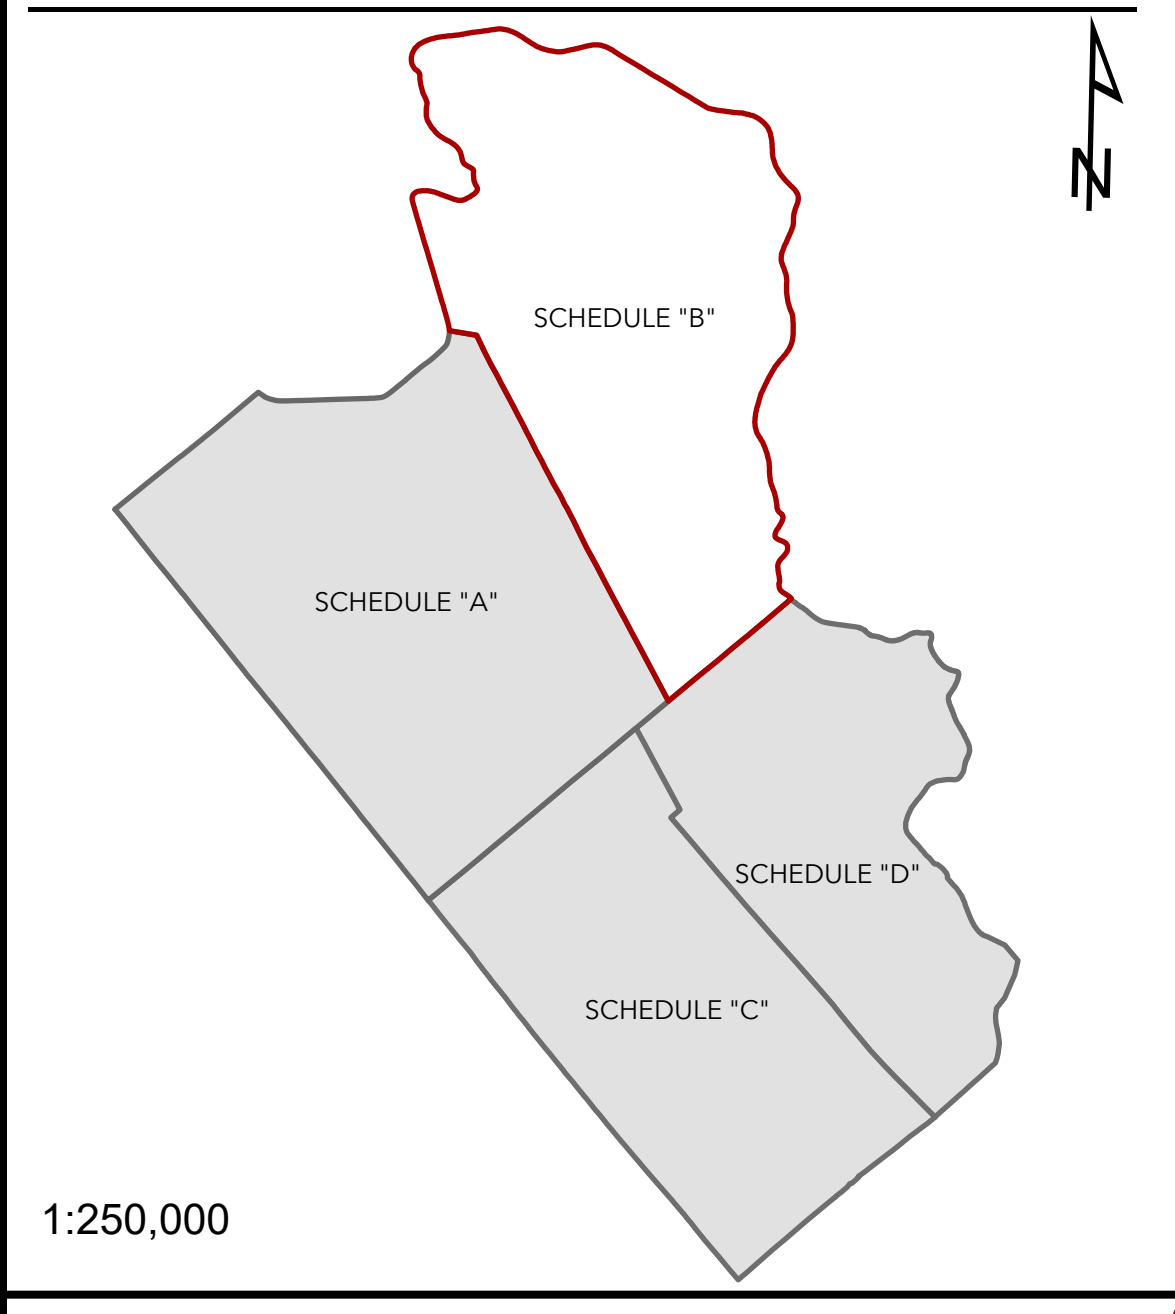 N
SCHEDULE "B"
SCHEDULE "A"
SCHEDULE "D"
SCHEDULE "C"
1:250,000